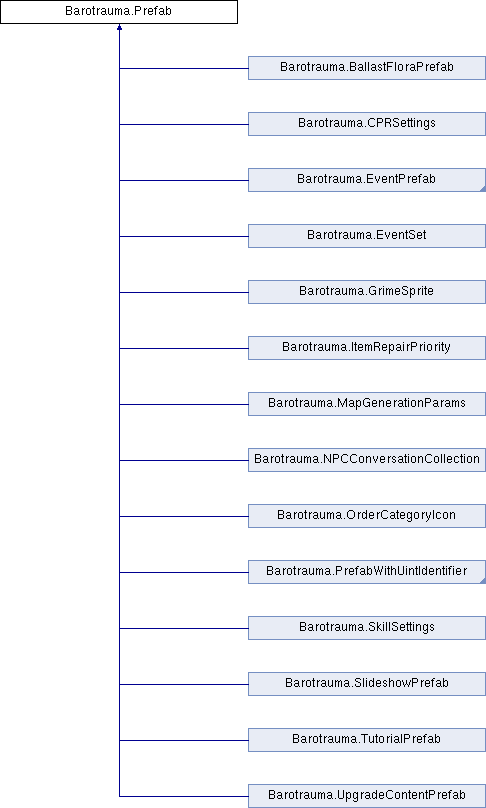 Barotrauma.Prefab
Barotrauma.BallastFloraPrefab
Barotrauma.CPRSettings
Barotrauma.EventPrefab
Barotrauma.EventSet
Barotrauma.GrimeSprite
Barotrauma.ItemRepairPriority
Barotrauma.MapGenerationParams
Barotrauma.NPCConversationCollection
Barotrauma.OrderCategoryIcon
Barotrauma.PrefabWithUintIdentifier
Barotrauma.SkillSettings
Barotrauma.SlideshowPrefab
Barotrauma.TutorialPrefab
Barotrauma.UpgradeContentPrefab